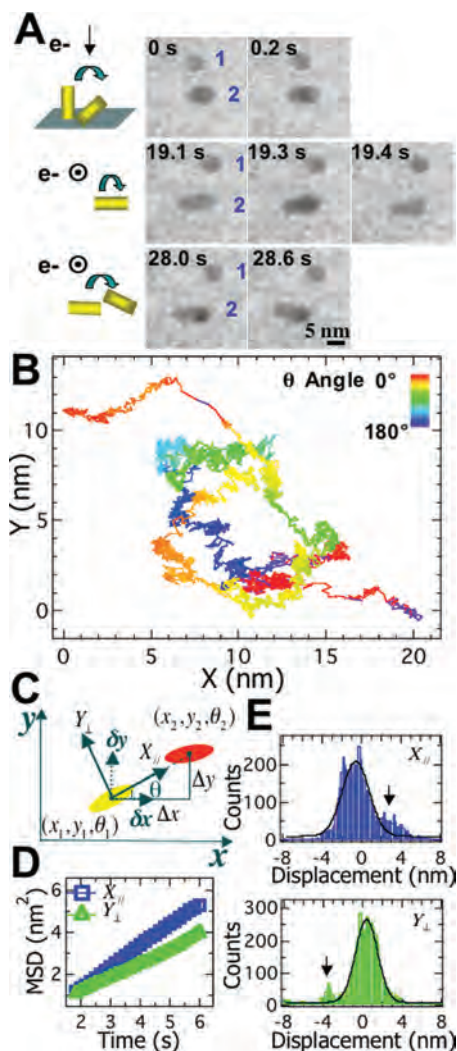 A
e-
0 s 1 2
0.2 s
e-
19.1 s 1 2
19.3 s
19.4 s
e-
28.0 s 1 2
28.6 s
5 nm
B
θ Angle 0°
180°
Y (nm)
10
5
0
0 5 10 15 20
X (nm)
C
y
Y⊥
δy
X//
(x₂, y₂, θ₂)
θ
Δy
(x₁, y₁, θ₁)
δx
Δx
x
D
MSD (nm²)
6
4
2
X//
Y⊥
2 3 4 5 6
Time (s)
E
X//
Counts
200
100
0
-8 -4 0 4 8
Displacement (nm)
Y⊥
Counts
300
200
100
0
-8 -4 0 4 8
Displacement (nm)